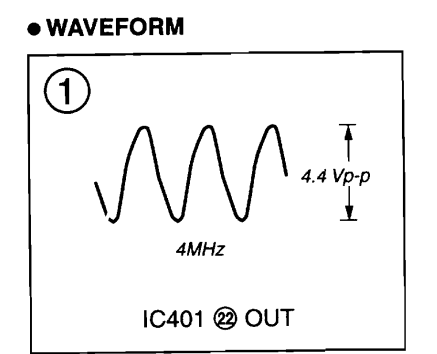 ● WAVEFORM
①
4.4 Vp-p
4MHz
IC401 ㉒ OUT